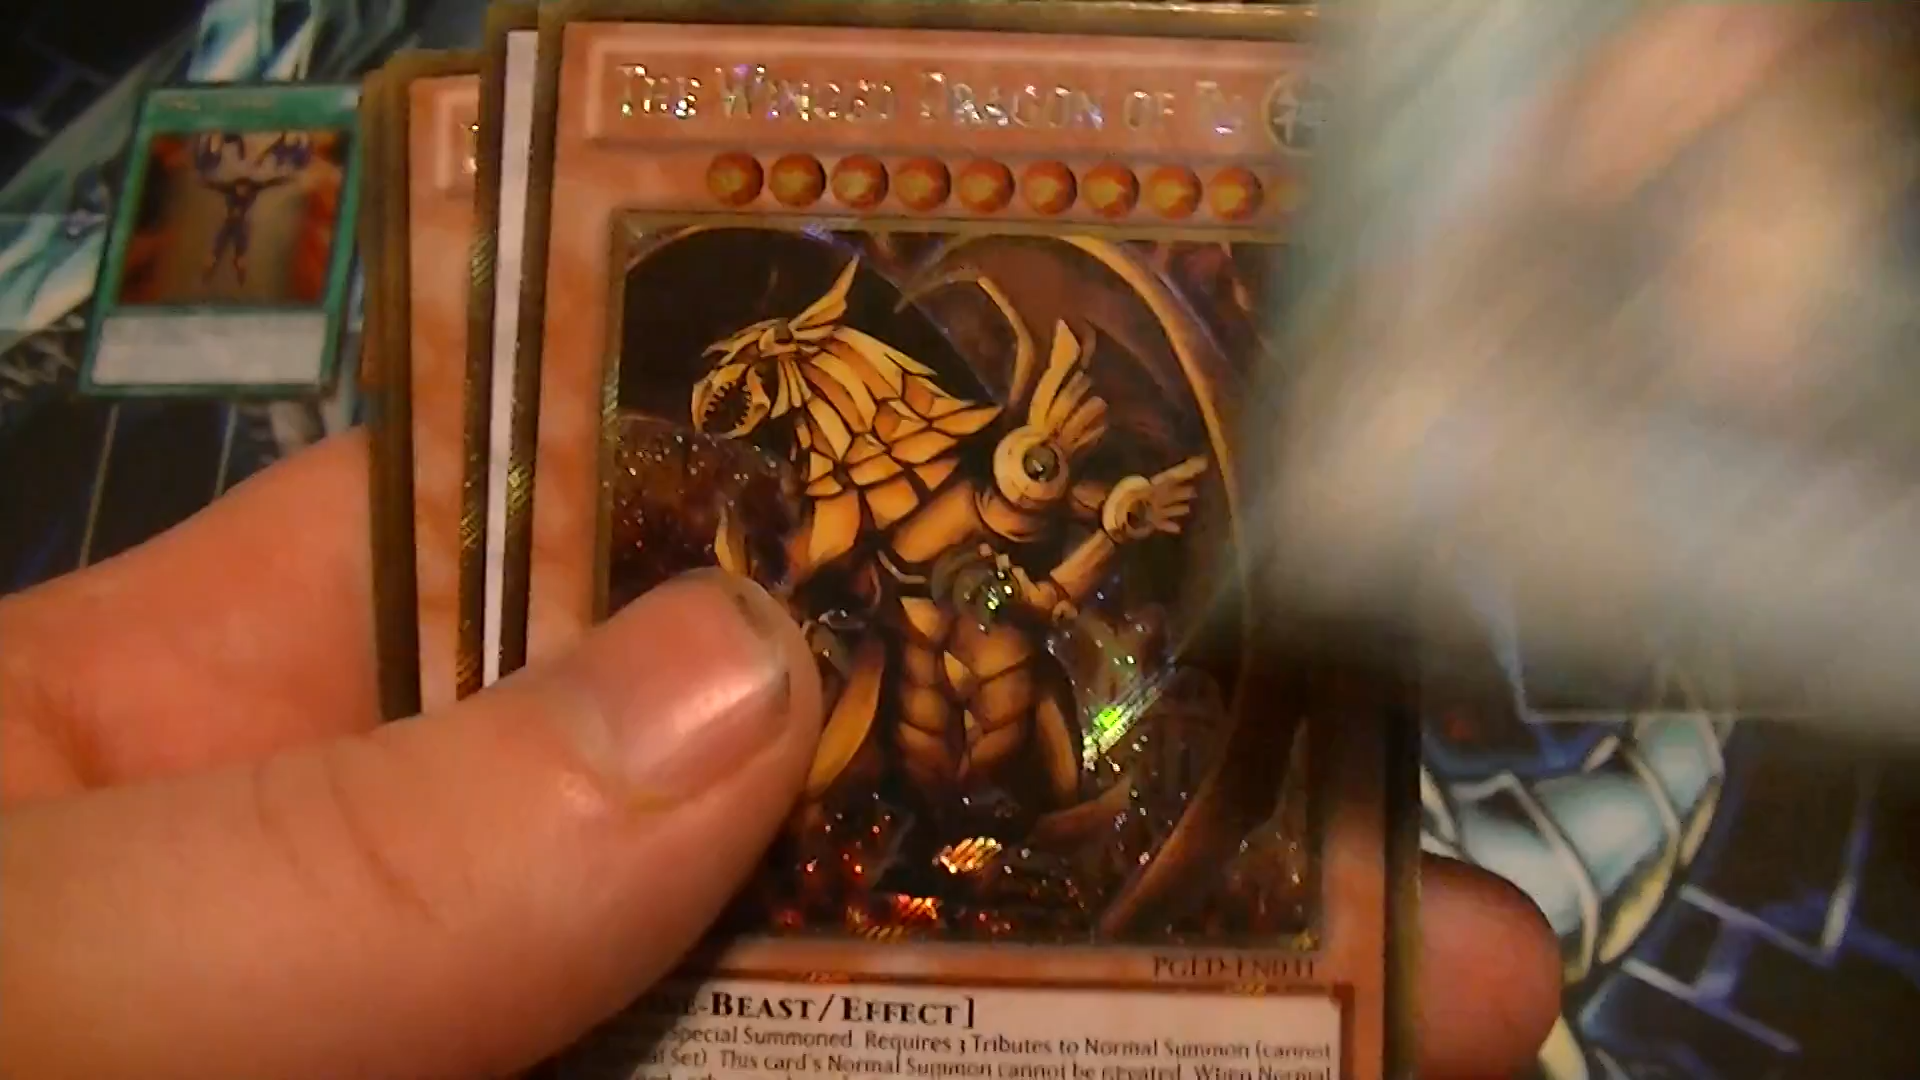 THE WINGED DRAGON OF RA
PGLD-EN031
-BEAST/EFFECT]
Special Summoned. Requires 3 Tributes to Normal Summon (cannot
Set). This card's Normal Summon cannot be negated. When Normal